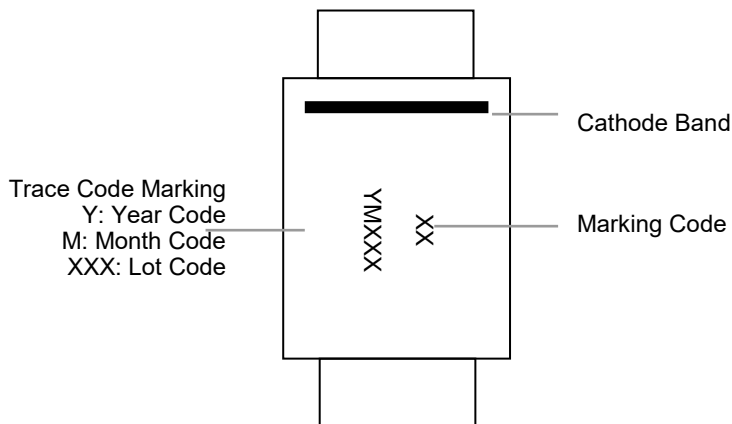 Cathode Band
Trace Code Marking
Y: Year Code
M: Month Code
XXX: Lot Code
YMXXX
XX
Marking Code